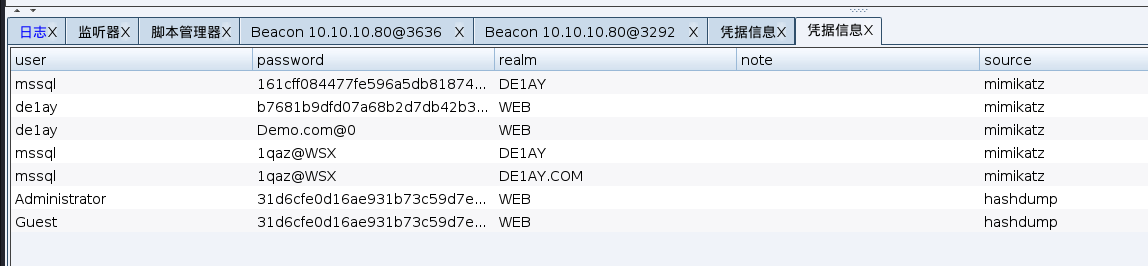 日志X 监听器X 脚本管理器X Beacon 10.10.10.80@3636 X Beacon 10.10.10.80@3292 X 凭据信息X 凭据信息X
user password realm note source
mssql 161cff084477fe596a5db81874... DE1AY mimikatz
de1ay b7681b9dfd07a68b2d7db42b3... WEB mimikatz
de1ay Demo.com@0 WEB mimikatz
mssql 1qaz@WSX DE1AY mimikatz
mssql 1qaz@WSX DE1AY.COM mimikatz
Administrator 31d6cfe0d16ae931b73c59d7e... WEB hashdump
Guest 31d6cfe0d16ae931b73c59d7e... WEB hashdump